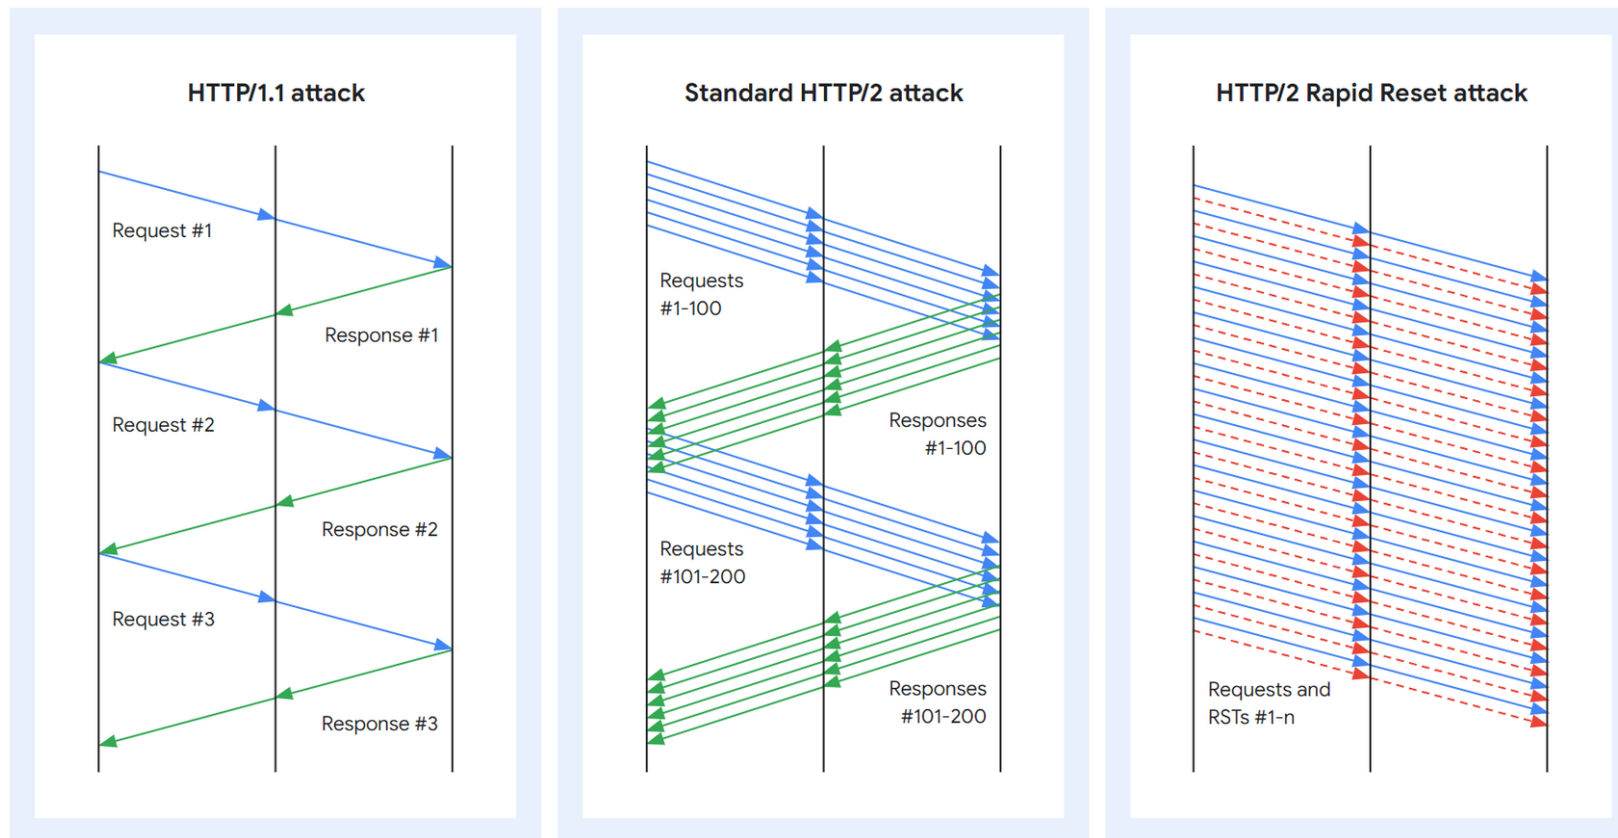 HTTP/1.1 attack
Request #1
Response #1
Request #2
Response #2
Request #3
Response #3
Standard HTTP/2 attack
Requests
#1-100
Responses
#1-100
Requests
#101-200
Responses
#101-200
HTTP/2 Rapid Reset attack
Requests and
RSTs #1-n